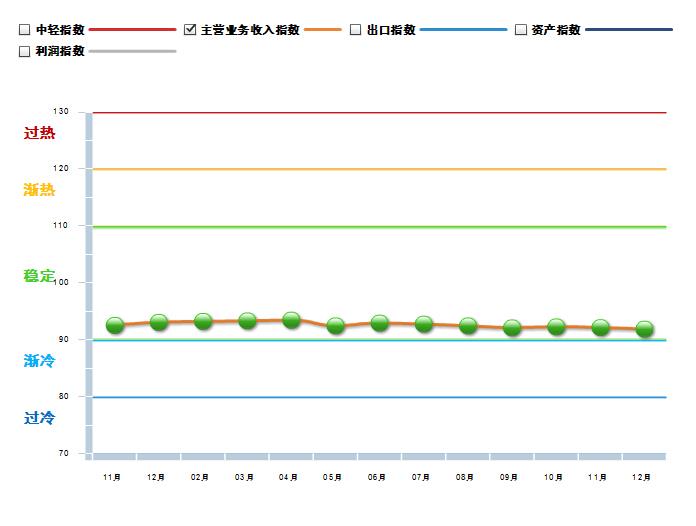 中轻指数 主营业务收入指数 出口指数 资产指数
利润指数
130
过热
120
渐热
110
稳定
100
90
渐冷
80
过冷
70
11月 12月 02月 03月 04月 05月 06月 07月 08月 09月 10月 11月 12月